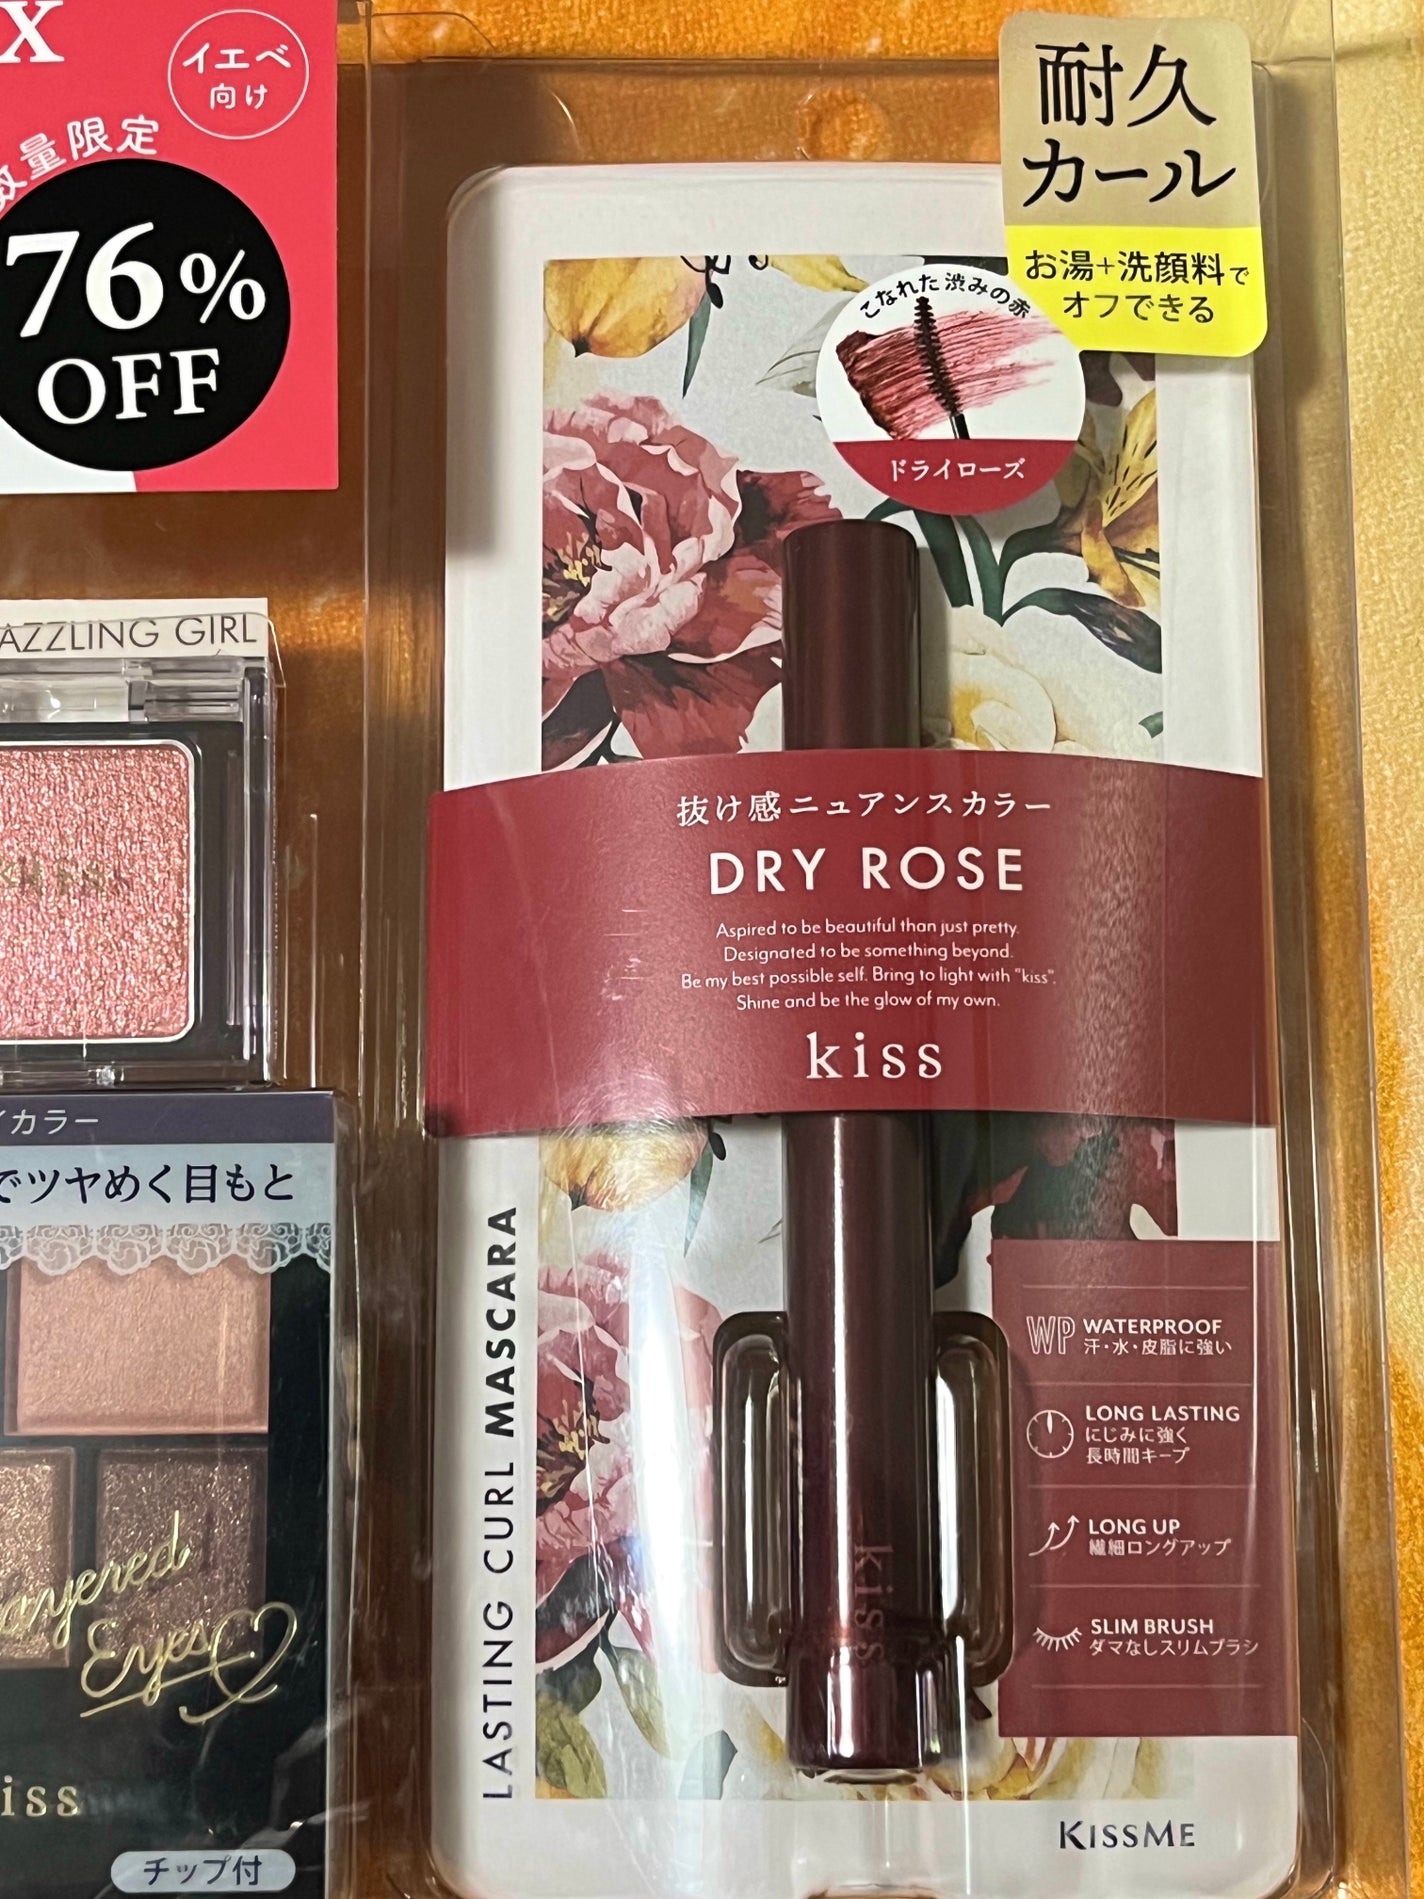 X
イエベ
向け
数量限定
76%
OFF
耐久
カール
お湯+洗顔料で
オフできる
こなれた渋みの赤
ドライローズ
AZZLING GIRL
抜け感ニュアンスカラー
DRY ROSE
Aspired to be beautiful than just pretty.
Designated to be something beyond.
Be my best possible self. Bring to light with "kiss".
Shine and be the glow of my own.
kiss
イカラー
でツヤめく目もと
ayered
Eyes
iss
チップ付
LASTING CURL MASCARA
WP WATERPROOF
汗・水・皮脂に強い
LONG LASTING
にじみに強く
長時間キープ
LONG UP
繊細ロングアップ
SLIM BRUSH
ダマなしスリムブラシ
kiss
KISSME